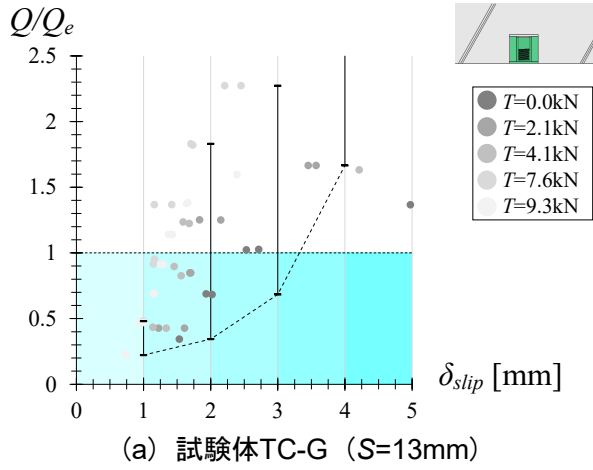 Q/Qe
2.5
2
1.5
1
0.5
0
0 1 2 3 4 5
δslip [mm]
T=0.0kN
T=2.1kN
T=4.1kN
T=7.6kN
T=9.3kN
(a) 試験体TC-G（S=13mm）